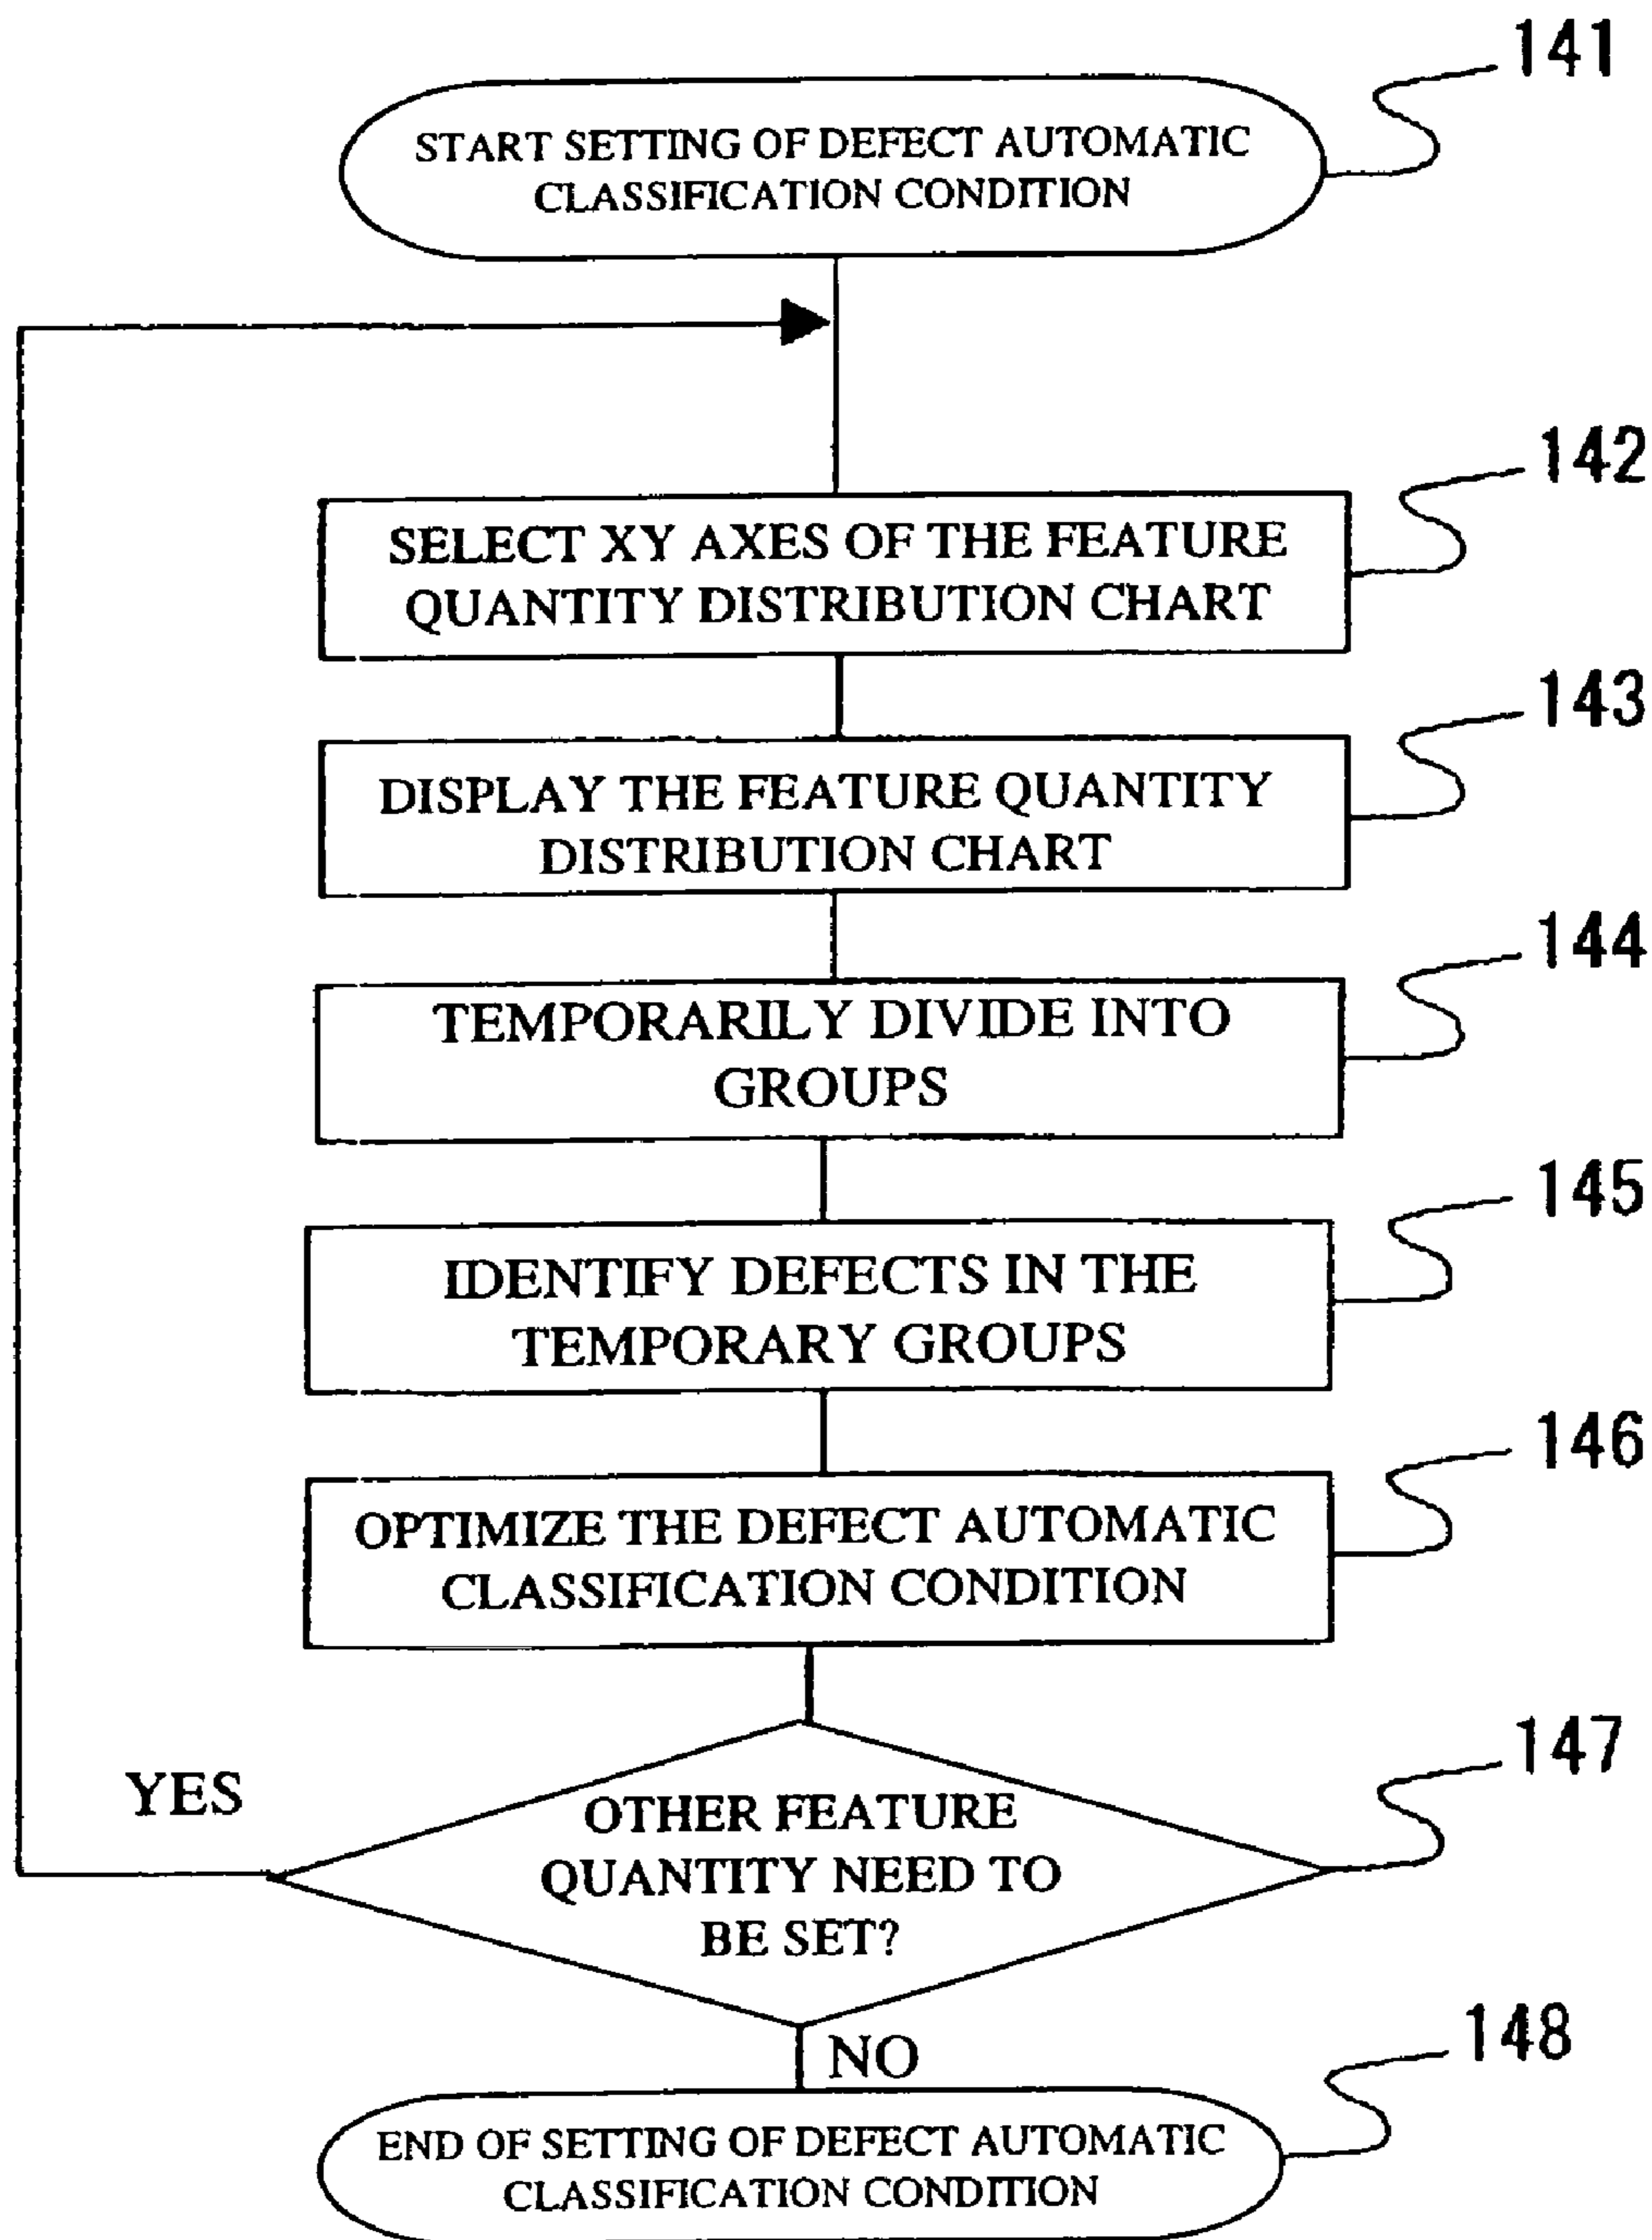 141
START SETTING OF DEFECT AUTOMATIC
CLASSIFICATION CONDITION
142
SELECT XY AXES OF THE FEATURE
QUANTITY DISTRIBUTION CHART
143
DISPLAY THE FEATURE QUANTITY
DISTRIBUTION CHART
144
TEMPORARILY DIVIDE INTO
GROUPS
145
IDENTIFY DEFECTS IN THE
TEMPORARY GROUPS
146
OPTIMIZE THE DEFECT AUTOMATIC
CLASSIFICATION CONDITION
147
YES
OTHER FEATURE
QUANTITY NEED TO
BE SET?
NO
148
END OF SETTING OF DEFECT AUTOMATIC
CLASSIFICATION CONDITION